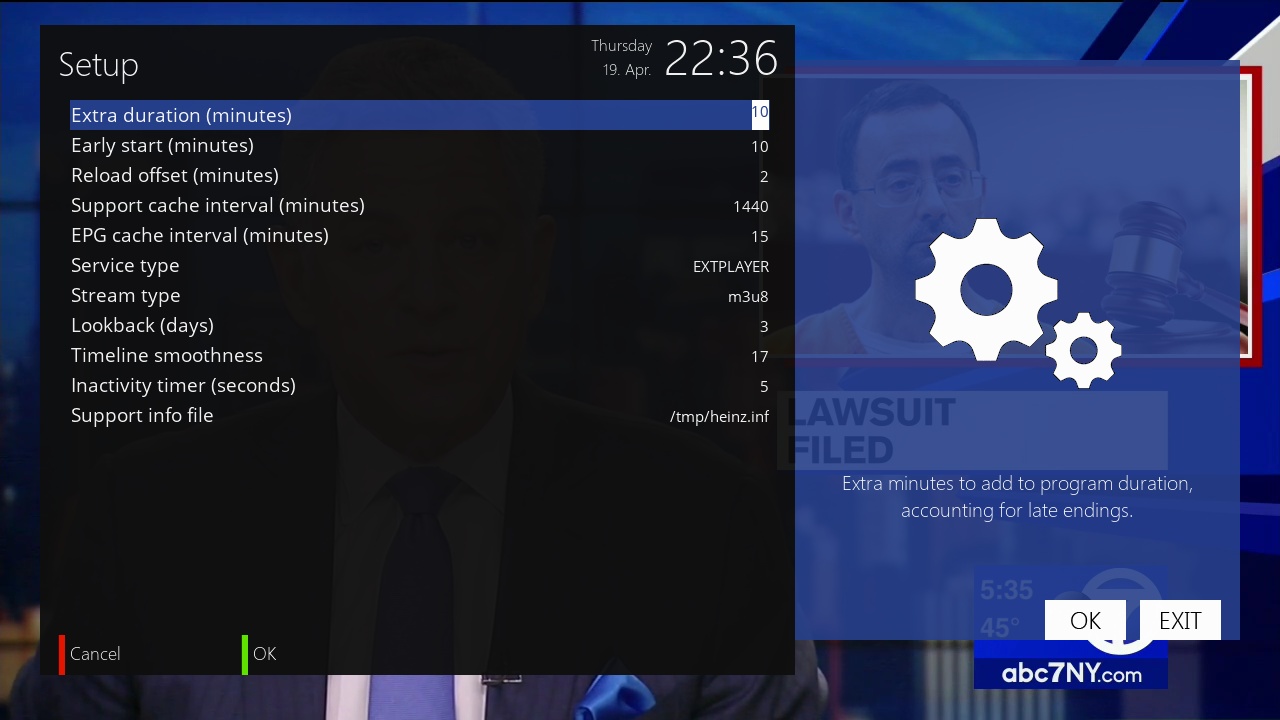 Setup
Thursday
19. Apr.
22:36
Extra duration (minutes) 10
Early start (minutes) 10
Reload offset (minutes) 2
Support cache interval (minutes) 1440
EPG cache interval (minutes) 15
Service type EXTPLAYER
Stream type m3u8
Lookback (days) 3
Timeline smoothness 17
Inactivity timer (seconds) 5
Support info file /tmp/heinz.inf
LAWSUIT
FILED
Extra minutes to add to program duration,
accounting for late endings.
5:35
45°
OK EXIT
Cancel OK
abc7NY.com